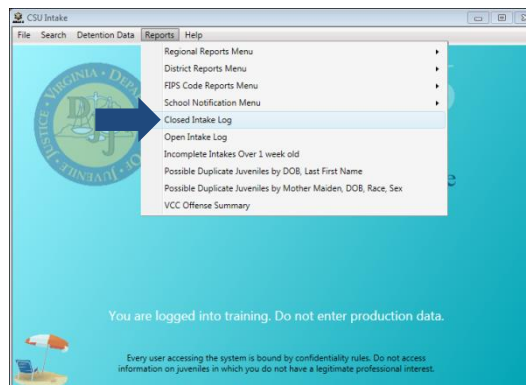 CSU Intake
File Search Detention Data Reports Help
Regional Reports Menu
District Reports Menu
FIPS Code Reports Menu
School Notification Menu
Closed Intake Log
Open Intake Log
Incomplete Intakes Over 1 week old
Possible Duplicate Juveniles by DOB, Last First Name
Possible Duplicate Juveniles by Mother Maiden, DOB, Race, Sex
VCC Offense Summary
VIRGINIA
JUSTICE
OF JUVENILE
You are logged into training. Do not enter production data.
Every user accessing the system is bound by confidentiality rules. Do not access
information on juveniles in which you do not have a legitimate professional interest.